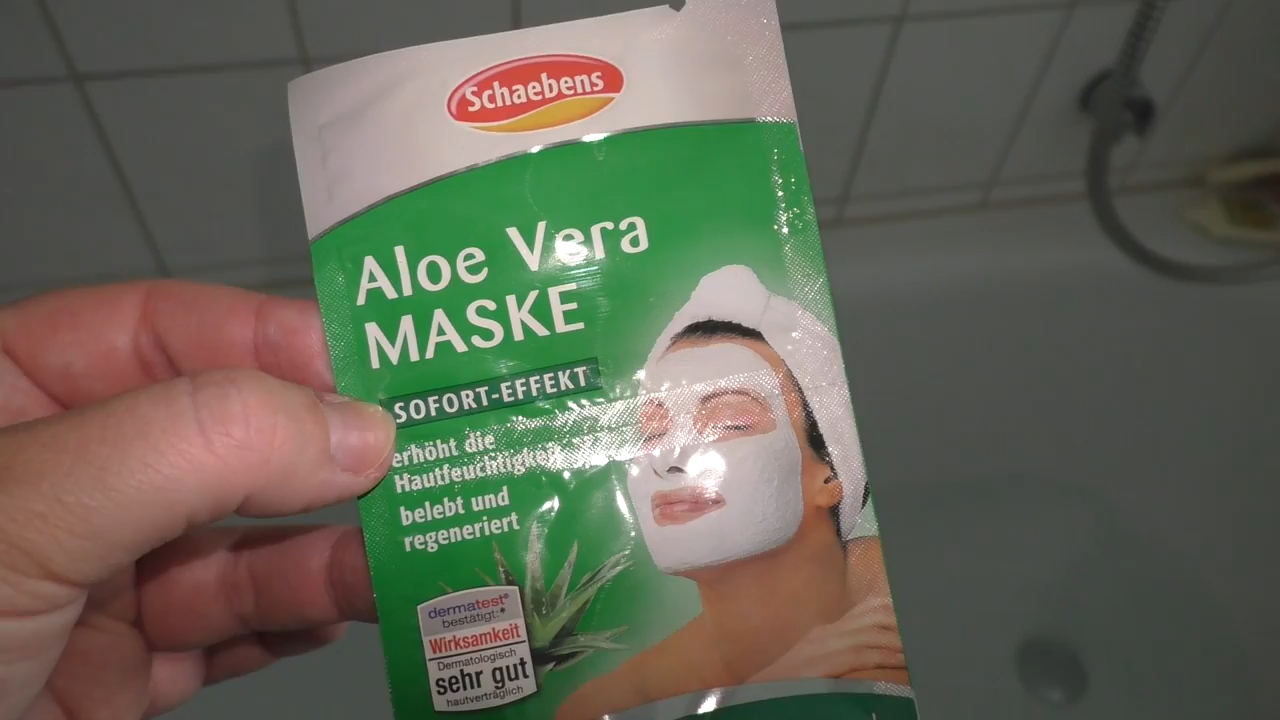 Schaebens
Aloe Vera
MASKE
SOFORT-EFFEKT
erhöht die
Hautfeuchtigkeit
belebt und
regeneriert
dermatest®
bestätigt:*
Wirksamkeit
Dermatologisch
sehr gut
hautverträglich